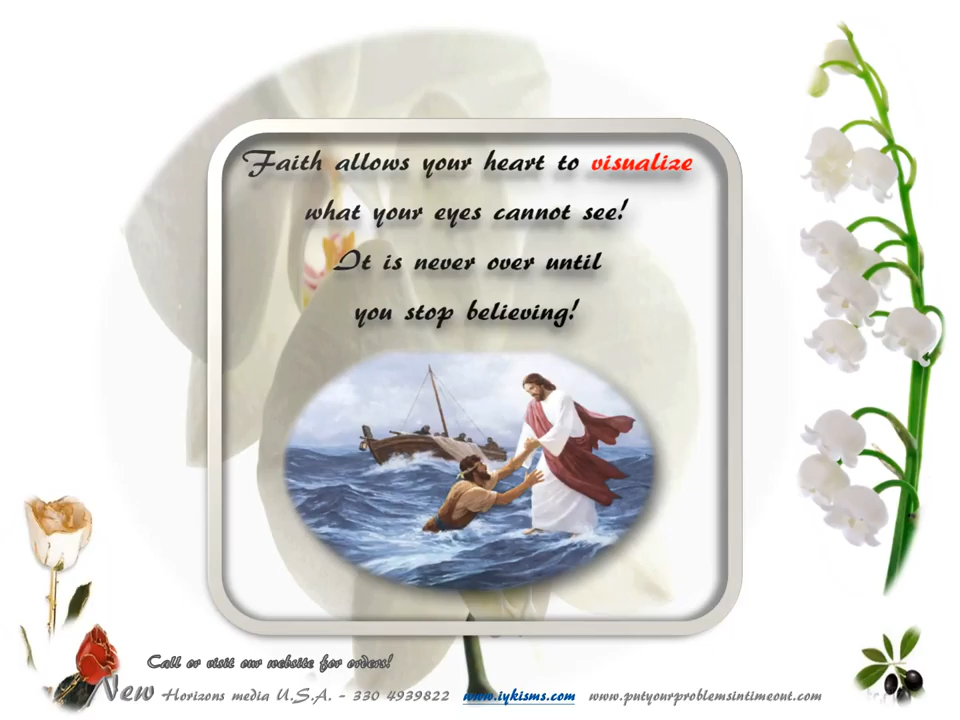 Faith allows your heart to visualize
what your eyes cannot see!
It is never over until
you stop believing!
Call or visit our website for orders!
New Horizons media U.S.A. - 330 4939822 www.iykisms.com www.putyourproblemsintimeout.com